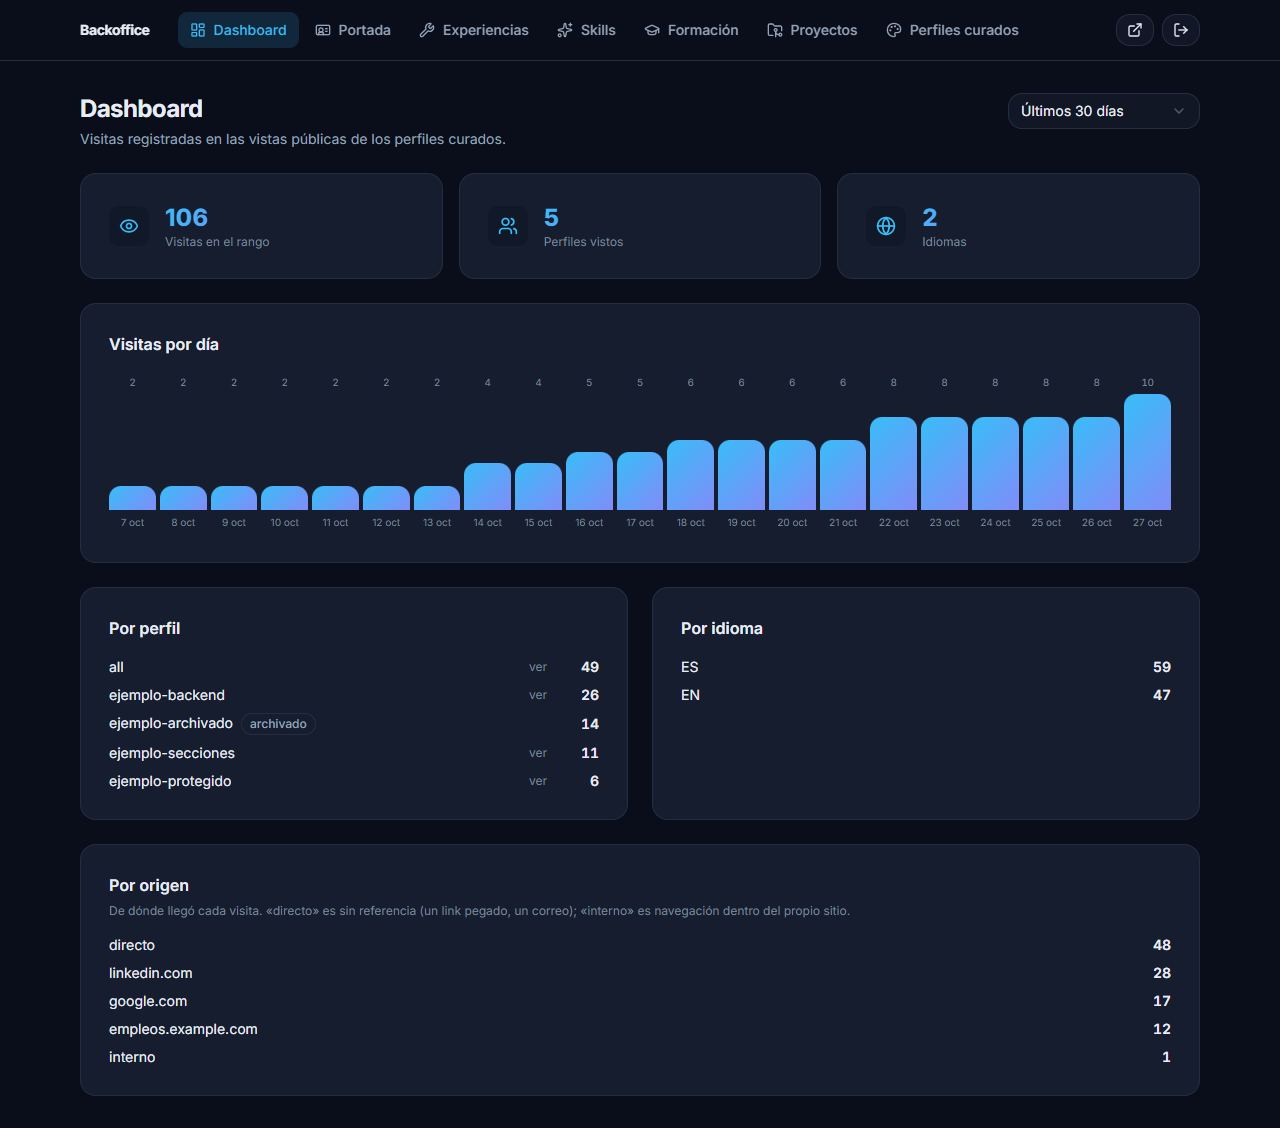 Backoffice Dashboard Portada Experiencias Skills Formación Proyectos Perfiles curados
Dashboard
Últimos 30 días
Visitas registradas en las vistas públicas de los perfiles curados.
106
Visitas en el rango
5
Perfiles vistos
2
Idiomas
Visitas por día
2 2 2 2 2 2 2 4 4 5 5 6 6 6 6 8 8 8 8 8 10
7 oct 8 oct 9 oct 10 oct 11 oct 12 oct 13 oct 14 oct 15 oct 16 oct 17 oct 18 oct 19 oct 20 oct 21 oct 22 oct 23 oct 24 oct 25 oct 26 oct 27 oct
Por perfil
all ver 49
ejemplo-backend ver 26
ejemplo-archivado archivado 14
ejemplo-secciones ver 11
ejemplo-protegido ver 6
Por idioma
ES 59
EN 47
Por origen
De dónde llegó cada visita. «directo» es sin referencia (un link pegado, un correo); «interno» es navegación dentro del propio sitio.
directo 48
linkedin.com 28
google.com 17
empleos.example.com 12
interno 1